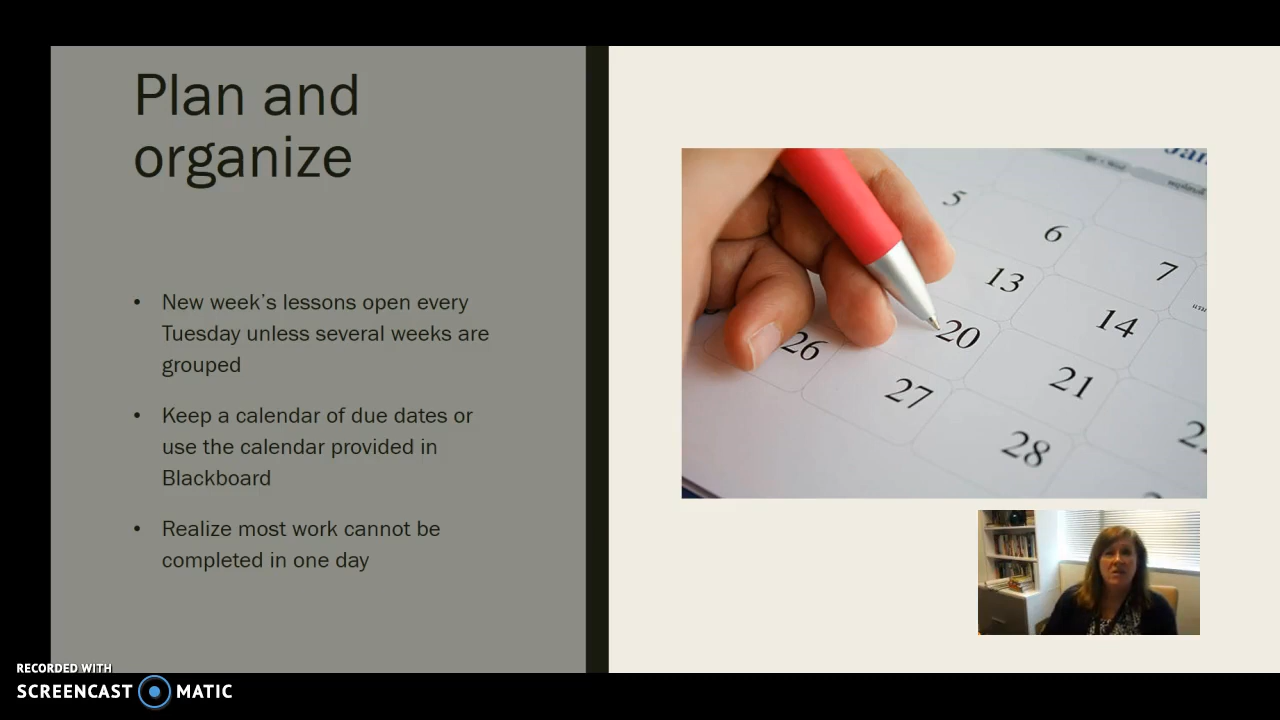 Plan and
organize
• New week's lessons open every
Tuesday unless several weeks are
grouped
• Keep a calendar of due dates or
use the calendar provided in
Blackboard
• Realize most work cannot be
completed in one day
5
6
7
13
14
20
21
26
27
28
RECORDED WITH
SCREENCAST MATIC